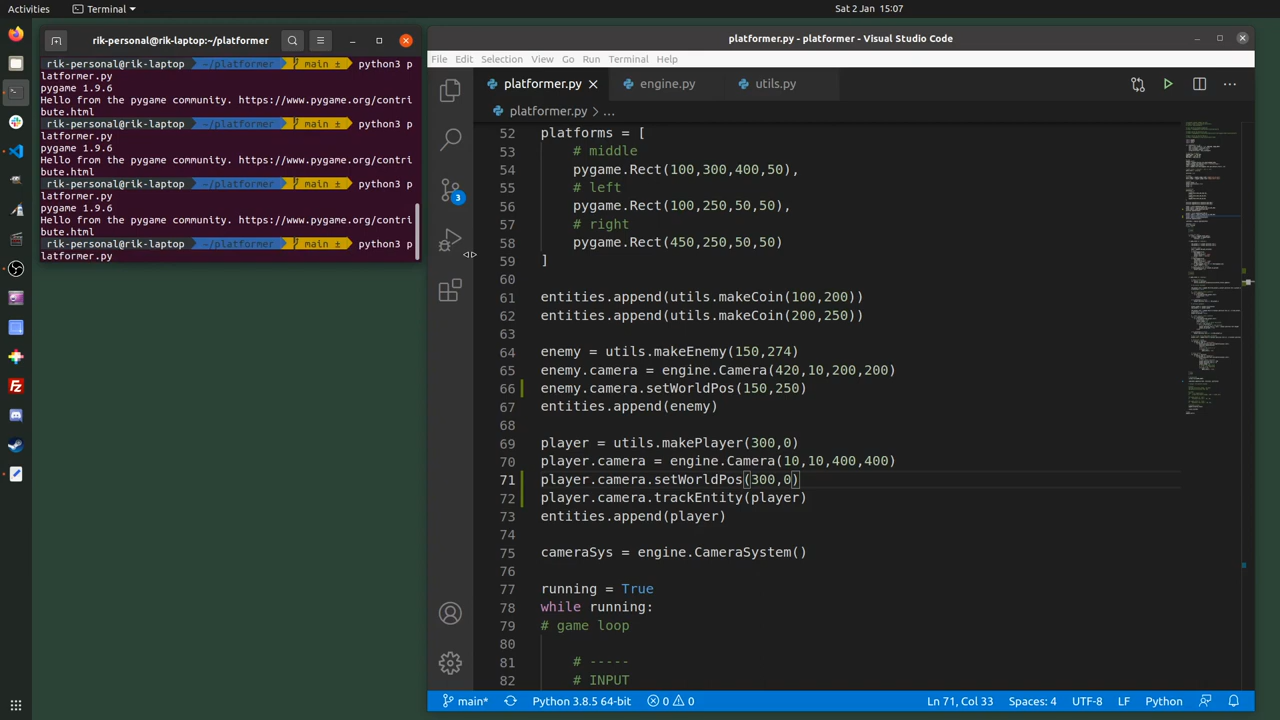 Activities
Terminal
Sat 2 Jan 15:07
rik-personal@rik-laptop:~/platformer
rik-personal@rik-laptop ~/platformer main ± python3 p
latformer.py
pygame 1.9.6
Hello from the pygame community. https://www.pygame.org/contri
bute.html
rik-personal@rik-laptop ~/platformer main ± python3 p
latformer.py
pygame 1.9.6
Hello from the pygame community. https://www.pygame.org/contri
bute.html
rik-personal@rik-laptop ~/platformer main ± python3 p
latformer.py
pygame 1.9.6
Hello from the pygame community. https://www.pygame.org/contri
bute.html
rik-personal@rik-laptop ~/platformer main ± python3 p
latformer.py
platformer.py - platformer - Visual Studio Code
File Edit Selection View Go Run Terminal Help
platformer.py engine.py utils.py
platformer.py > ...
3
52 platforms = [
53 # middle
54 pygame.Rect(100,300,400,50),
55 # left
56 pygame.Rect(100,250,50,50),
57 # right
58 pygame.Rect(450,250,50,50)
59 ]
60
61 entities.append(utils.makeCoin(100,200))
62 entities.append(utils.makeCoin(200,250))
63
64 enemy = utils.makeEnemy(150,274)
65 enemy.camera = engine.Camera(420,10,200,200)
66 enemy.camera.setWorldPos(150,250)
67 entities.append(enemy)
68
69 player = utils.makePlayer(300,0)
70 player.camera = engine.Camera(10,10,400,400)
71 player.camera.setWorldPos(300,0)
72 player.camera.trackEntity(player)
73 entities.append(player)
74
75 cameraSys = engine.CameraSystem()
76
77 running = True
78 while running:
79 # game loop
80
81 # -----
82 # INPUT
main* Python 3.8.5 64-bit 0 0 Ln 71, Col 33 Spaces: 4 UTF-8 LF Python